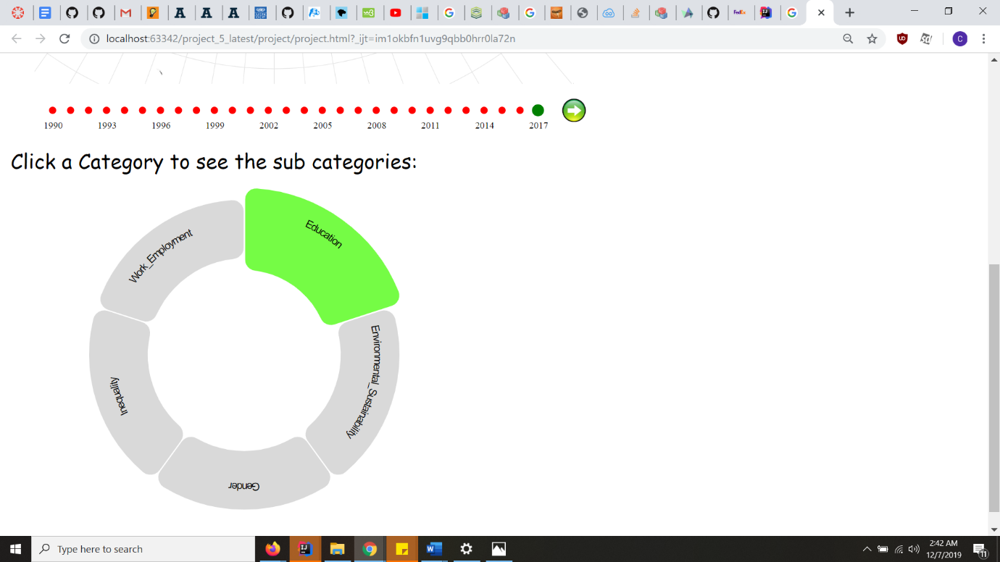 localhost:63342/project_5_latest/project/project.html?_ijt=im1okbfn1uvg9qbb0hrr0la72n
C
1990 1993 1996 1999 2002 2005 2008 2011 2014 2017
Click a Category to see the sub categories:
Education
Work_Employment
Environmental_Sustainability
Inequality
Gender
Type here to search
2:42 AM
12/7/2019
11